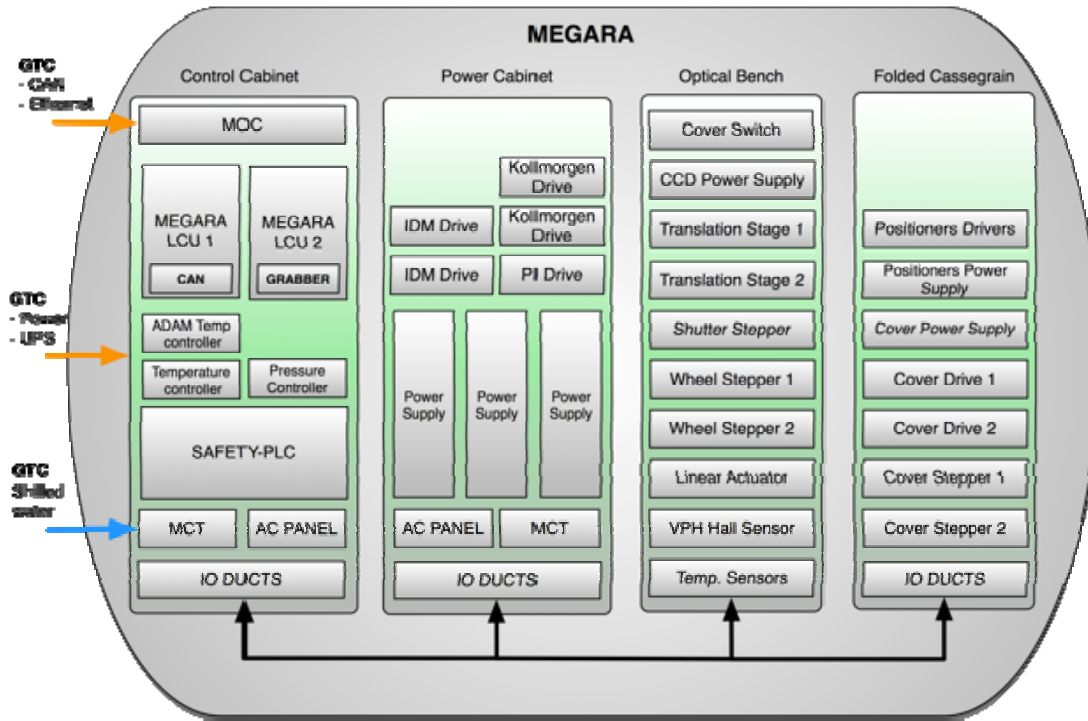 MEGARA
GTC
- CAN
- Ethernet
GTC
- Power
- UPS
GTC
Shilled
water
Control Cabinet
MOC
MEGARA
LCU 1
CAN
MEGARA
LCU 2
GRABBER
ADAM Temp
controller
Temperature
controller
Pressure
Controller
SAFETY-PLC
MCT
AC PANEL
IO DUCTS
Power Cabinet
Kollmorgen
Drive
IDM Drive
Kollmorgen
Drive
IDM Drive
PI Drive
Power
Supply
Power
Supply
Power
Supply
AC PANEL
MCT
IO DUCTS
Optical Bench
Cover Switch
CCD Power Supply
Translation Stage 1
Translation Stage 2
Shutter Stepper
Wheel Stepper 1
Wheel Stepper 2
Linear Actuator
VPH Hall Sensor
Temp. Sensors
Folded Cassegrain
Positioners Drivers
Positioners Power
Supply
Cover Power Supply
Cover Drive 1
Cover Drive 2
Cover Stepper 1
Cover Stepper 2
IO DUCTS